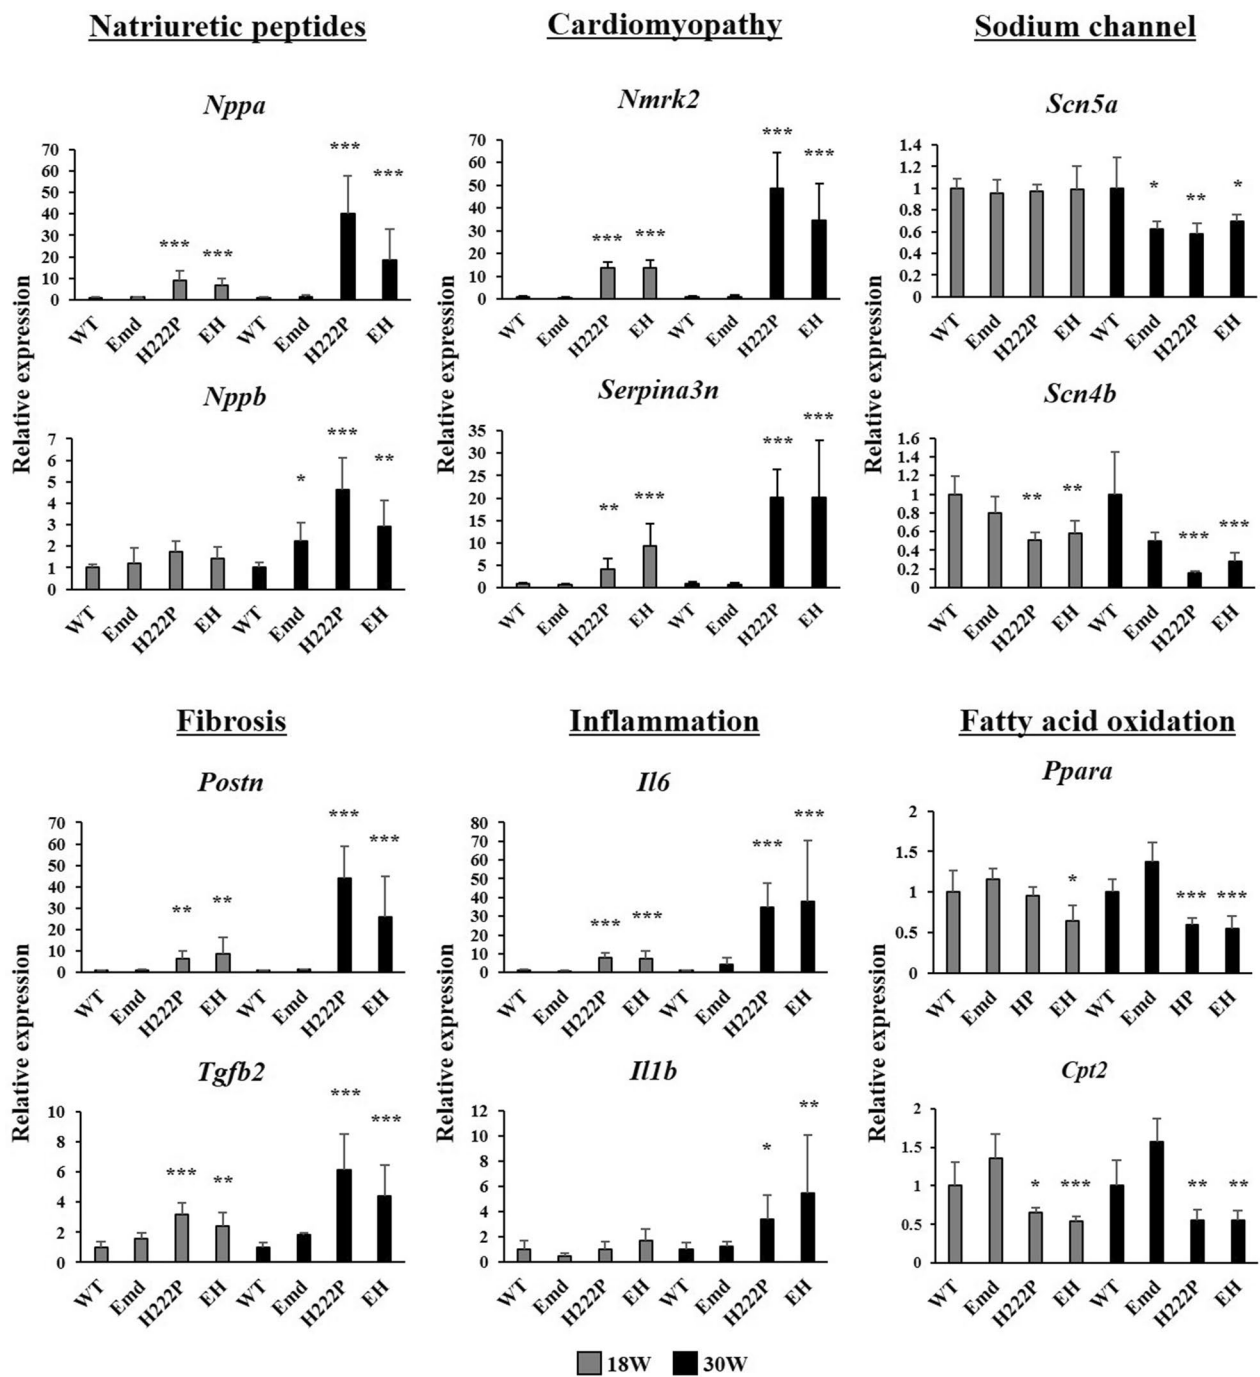 Natriuretic peptides
Cardiomyopathy
Sodium channel
Nppa
70
60
50
40
30
20
10
0
***
***
***
***
WT
Emd
H222P
EH
WT
Emd
H222P
EH
Nmrk2
70
60
50
40
30
20
10
0
***
***
***
***
WT
Emd
H222P
EH
WT
Emd
H222P
EH
Scn5a
1.4
1.2
1
0.8
0.6
0.4
0.2
0
*
**
*
WT
Emd
H222P
EH
WT
Emd
H222P
EH
Relative expression
Relative expression
Relative expression
Nppb
7
6
5
4
3
2
1
0
*
***
**
WT
Emd
H222P
EH
WT
Emd
H222P
EH
Serpina3n
35
30
25
20
15
10
5
0
**
***
***
***
WT
Emd
H222P
EH
WT
Emd
H222P
EH
Scn4b
1.6
1.4
1.2
1
0.8
0.6
0.4
0.2
0
**
**
***
***
WT
Emd
H222P
EH
WT
Emd
H222P
EH
Fibrosis
Inflammation
Fatty acid oxidation
Postn
70
60
50
40
30
20
10
0
**
**
***
***
WT
Emd
H222P
EH
WT
Emd
H222P
EH
Il6
80
70
60
50
40
30
20
10
0
***
***
***
***
WT
Emd
H222P
EH
WT
Emd
H222P
EH
Ppara
2
1.5
1
0.5
0
*
***
***
WT
Emd
HP
EH
WT
Emd
HP
EH
Relative expression
Relative expression
Relative expression
Tgfb2
10
8
6
4
2
0
***
**
***
***
WT
Emd
H222P
EH
WT
Emd
H222P
EH
Il1b
12
10
8
6
4
2
0
*
**
WT
Emd
H222P
EH
WT
Emd
H222P
EH
Cpt2
2
1.5
1
0.5
0
*
***
**
**
WT
Emd
H222P
EH
WT
Emd
H222P
EH
18W
30W